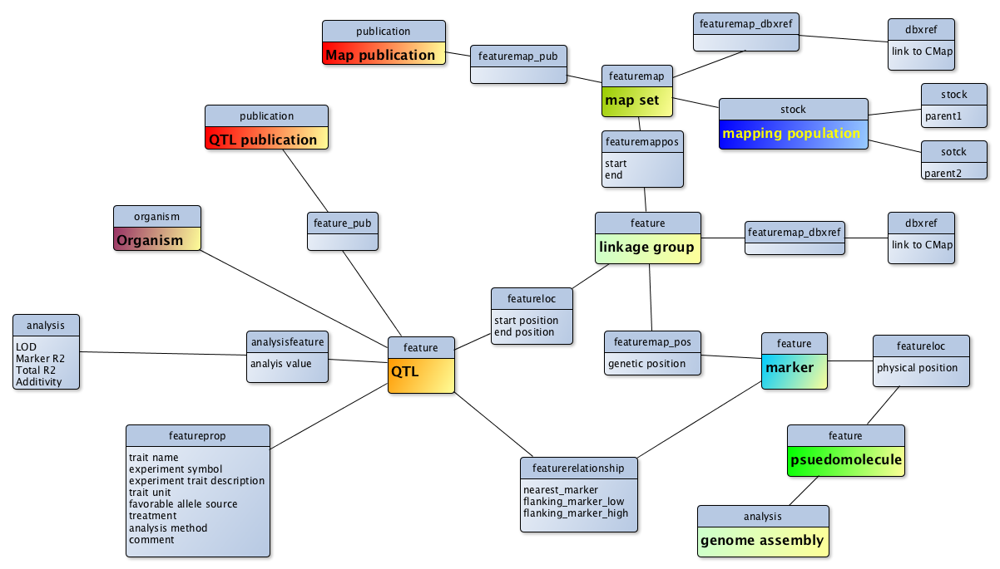 publication
Map publication
featuremap_pub
featuremap_dbxref
dbxref
link to CMap
featuremap
map set
stock
mapping population
stock
parent1
sotck
parent2
publication
QTL publication
featuremappos
start
end
organism
Organism
feature_pub
feature
linkage group
featuremap_dbxref
dbxref
link to CMap
featureloc
start position
end position
analysis
LOD
Marker R2
Total R2
Additivity
analysisfeature
analyis value
feature
QTL
featuremap_pos
genetic position
feature
marker
featureloc
physical position
featureprop
trait name
experiment symbol
experiment trait description
trait unit
favorable allele source
treatment
analysis method
comment
featurerelationship
nearest_marker
flanking_marker_low
flanking_marker_high
feature
psuedomolecule
analysis
genome assembly